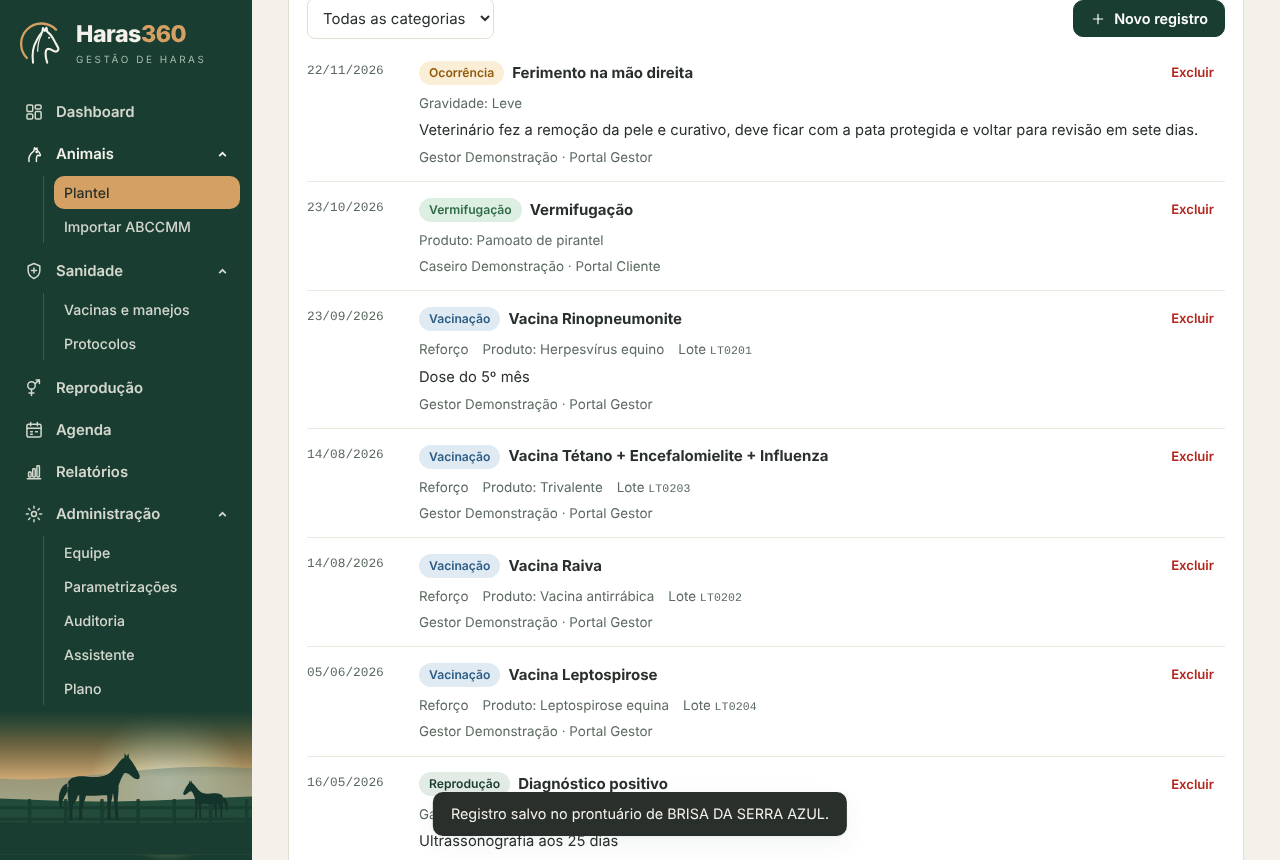 Haras360
GESTÃO DE HARAS
Dashboard
Animais
Plantel
Importar ABCCMM
Sanidade
Vacinas e manejos
Protocolos
Reprodução
Agenda
Relatórios
Administração
Equipe
Parametrizações
Auditoria
Assistente
Plano
Todas as categorias
Novo registro
22/11/2026 Ocorrência Ferimento na mão direita Excluir
Gravidade: Leve
Veterinário fez a remoção da pele e curativo, deve ficar com a pata protegida e voltar para revisão em sete dias.
Gestor Demonstração · Portal Gestor
23/10/2026 Vermifugação Vermifugação Excluir
Produto: Pamoato de pirantel
Caseiro Demonstração · Portal Cliente
23/09/2026 Vacinação Vacina Rinopneumonite Excluir
Reforço Produto: Herpesvírus equino Lote LT0201
Dose do 5º mês
Gestor Demonstração · Portal Gestor
14/08/2026 Vacinação Vacina Tétano + Encefalomielite + Influenza Excluir
Reforço Produto: Trivalente Lote LT0203
Gestor Demonstração · Portal Gestor
14/08/2026 Vacinação Vacina Raiva Excluir
Reforço Produto: Vacina antirrábica Lote LT0202
Gestor Demonstração · Portal Gestor
05/06/2026 Vacinação Vacina Leptospirose Excluir
Reforço Produto: Leptospirose equina Lote LT0204
Gestor Demonstração · Portal Gestor
16/05/2026 Reprodução Diagnóstico positivo Excluir
Registro salvo no prontuário de BRISA DA SERRA AZUL.
Ultrassonografia aos 25 dias